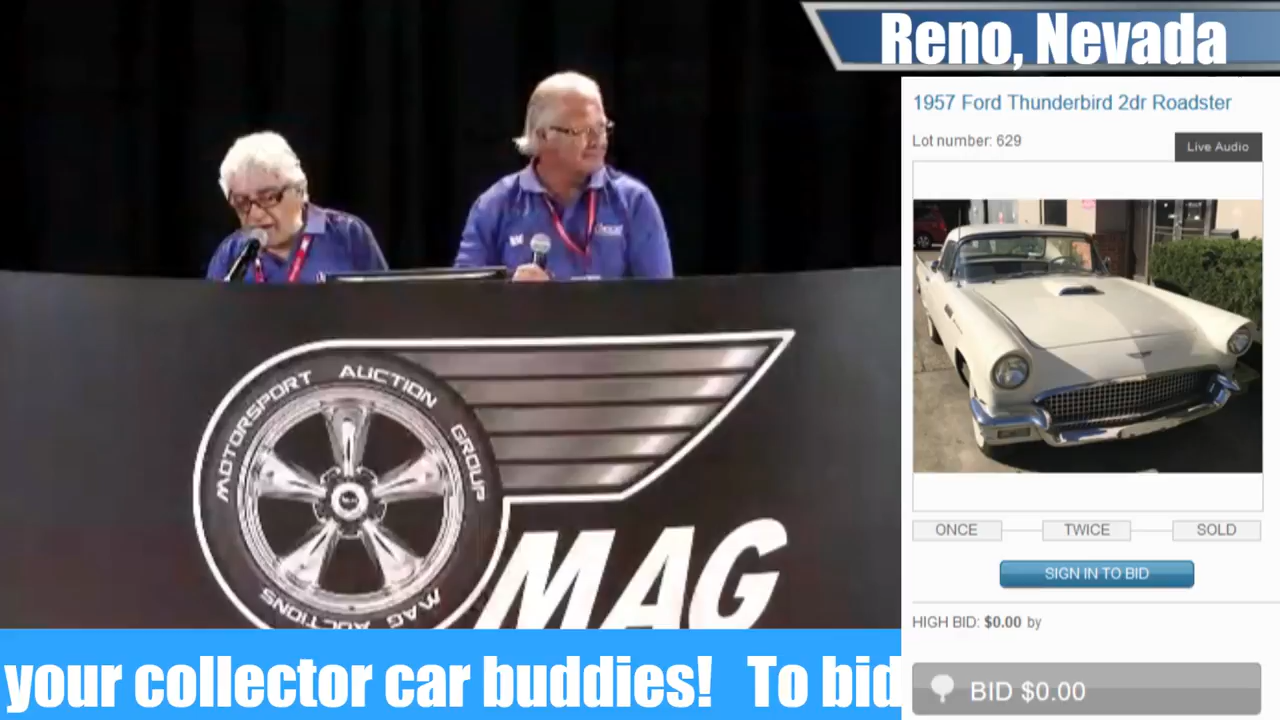 Reno, Nevada
1957 Ford Thunderbird 2dr Roadster
Lot number: 629
Live Audio
MOTORSPORT AUCTION GROUP
MAG AUCTIONS
MAG
ONCE
TWICE
SOLD
SIGN IN TO BID
HIGH BID: $0.00 by
BID $0.00
your collector car buddies! To bid